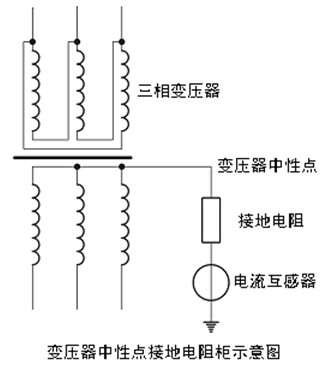 三相变压器
变压器中性点
接地电阻
电流互感器
变压器中性点接地电阻柜示意图